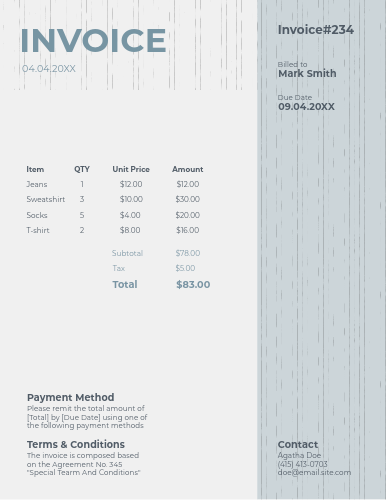 INVOICE
04.04.20XX
Invoice#234
Billed to
Mark Smith
Due Date
09.04.20XX
Item QTY Unit Price Amount
Jeans 1 $12.00 $12.00
Sweatshirt 3 $10.00 $30.00
Socks 5 $4.00 $20.00
T-shirt 2 $8.00 $16.00
Subtotal $78.00
Tax $5.00
Total $83.00
Payment Method
Please remit the total amount of
[Total] by [Due Date] using one of
the following payment methods
Terms & Conditions
The invoice is composed based
on the Agreement No. 345
"Special Tearm And Conditions"
Contact
Agatha Doe
(415) 413-0703
doe@email.site.com